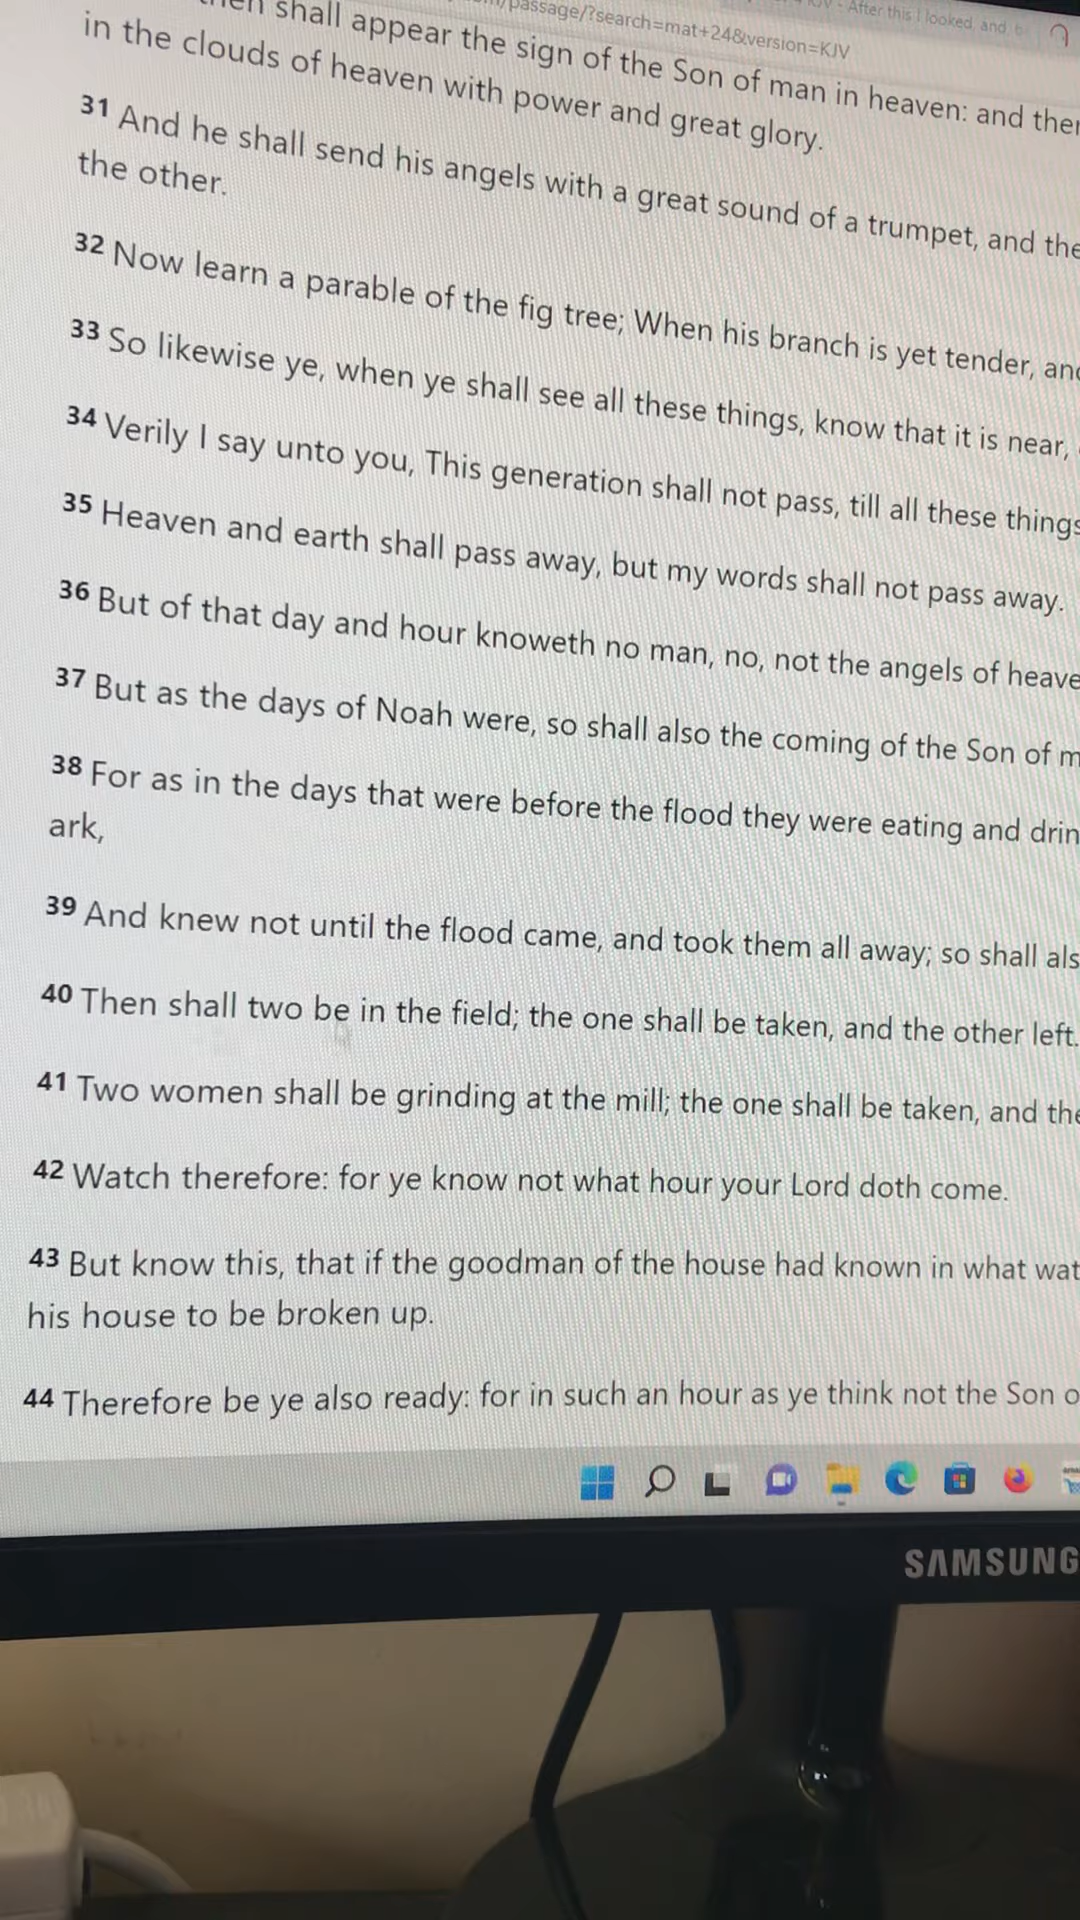 /passage/?search=mat+24&version=KJV
After this I looked, and, b
shall appear the sign of the Son of man in heaven: and then
in the clouds of heaven with power and great glory.
31 And he shall send his angels with a great sound of a trumpet, and the
the other.
32 Now learn a parable of the fig tree; When his branch is yet tender, and
33 So likewise ye, when ye shall see all these things, know that it is near,
34 Verily I say unto you, This generation shall not pass, till all these things
35 Heaven and earth shall pass away, but my words shall not pass away.
36 But of that day and hour knoweth no man, no, not the angels of heave
37 But as the days of Noah were, so shall also the coming of the Son of m
38 For as in the days that were before the flood they were eating and drin
ark,
39 And knew not until the flood came, and took them all away; so shall als
40 Then shall two be in the field; the one shall be taken, and the other left.
41 Two women shall be grinding at the mill; the one shall be taken, and the
42 Watch therefore: for ye know not what hour your Lord doth come.
43 But know this, that if the goodman of the house had known in what wat
his house to be broken up.
44 Therefore be ye also ready: for in such an hour as ye think not the Son o
SAMSUNG